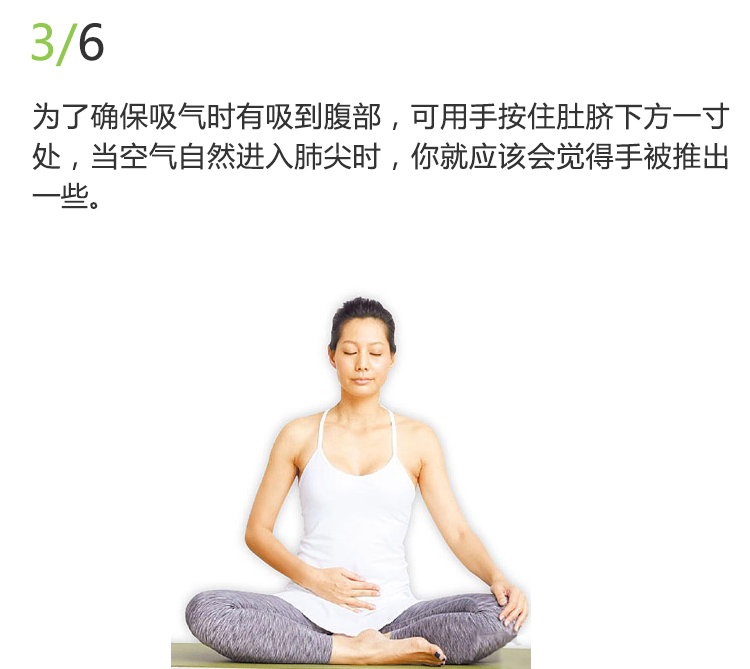 3/6
为了确保吸气时有吸到腹部，可用手按住肚脐下方一寸
处，当空气自然进入肺尖时，你就应该会觉得手被推出
一些。